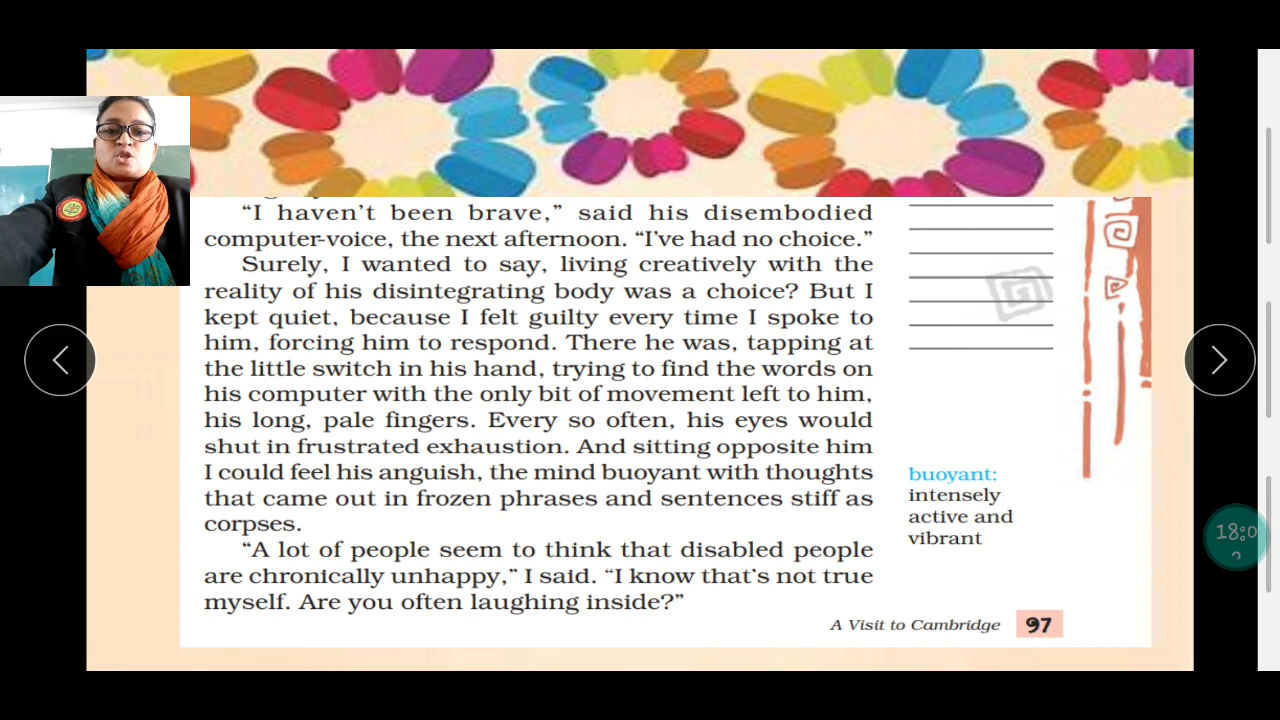 “I haven’t been brave,” said his disembodied
computer-voice, the next afternoon. “I’ve had no choice.”
Surely, I wanted to say, living creatively with the
reality of his disintegrating body was a choice? But I
kept quiet, because I felt guilty every time I spoke to
him, forcing him to respond. There he was, tapping at
the little switch in his hand, trying to find the words on
his computer with the only bit of movement left to him,
his long, pale fingers. Every so often, his eyes would
shut in frustrated exhaustion. And sitting opposite him
I could feel his anguish, the mind buoyant with thoughts
that came out in frozen phrases and sentences stiff as
corpses.
“A lot of people seem to think that disabled people
are chronically unhappy,” I said. “I know that’s not true
myself. Are you often laughing inside?”
buoyant:
intensely
active and
vibrant
A Visit to Cambridge 97
18:0